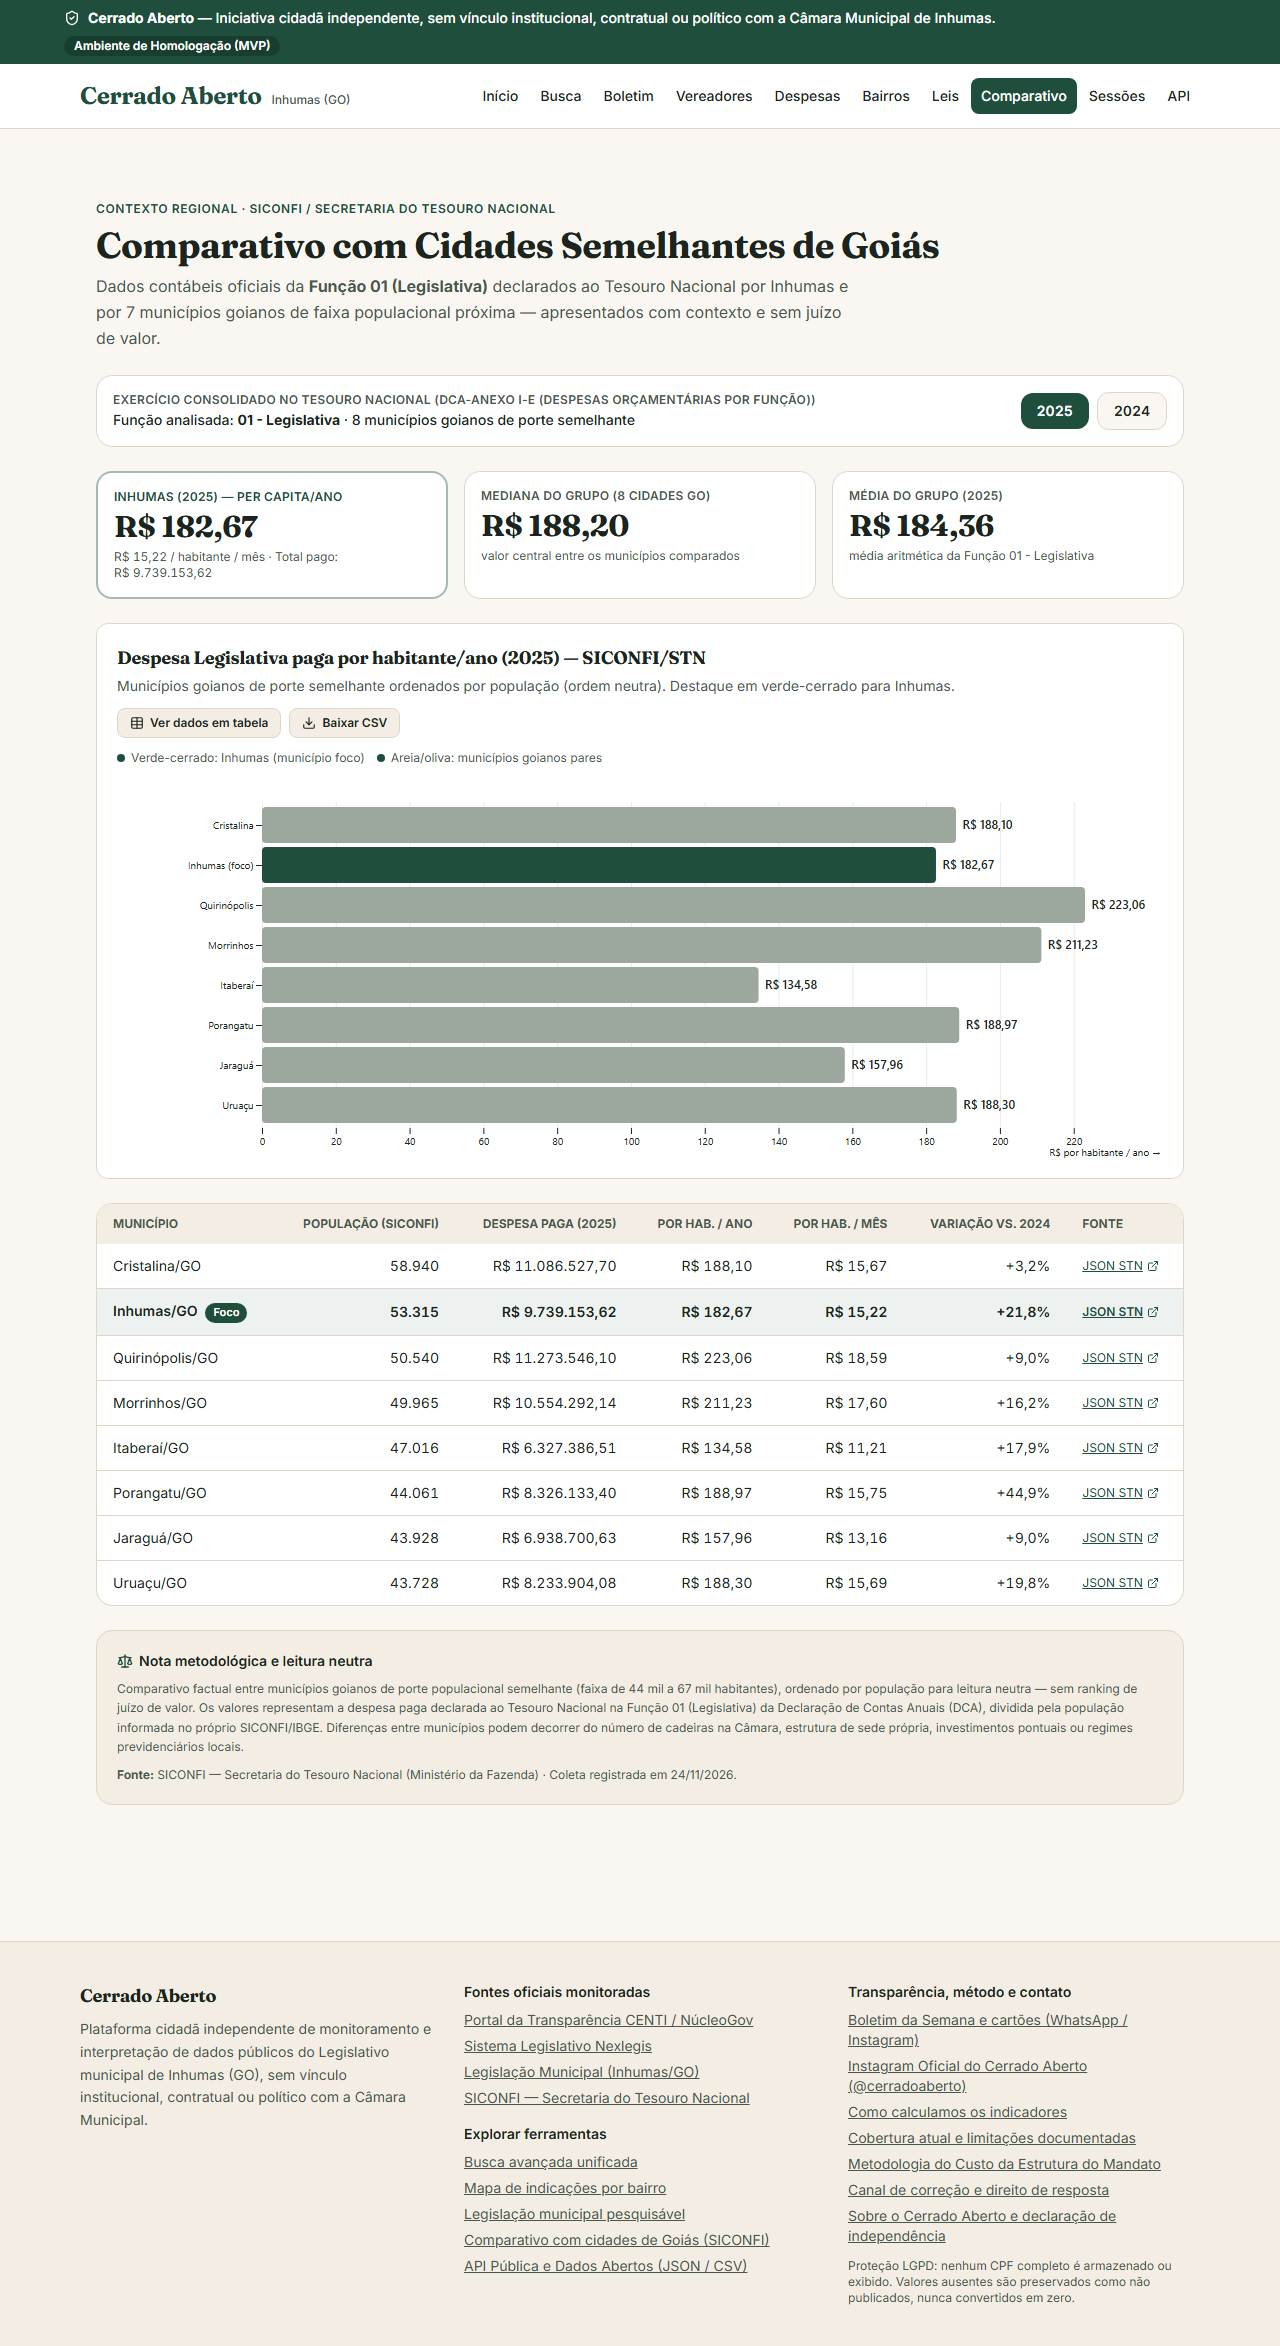 Cerrado Aberto — Iniciativa cidadã independente, sem vínculo institucional, contratual ou político com a Câmara Municipal de Inhumas.
Ambiente de Homologação (MVP)
Cerrado Aberto Inhumas (GO)
Início Busca Boletim Vereadores Despesas Bairros Leis Comparativo Sessões API
CONTEXTO REGIONAL · SICONFI / SECRETARIA DO TESOURO NACIONAL
Comparativo com Cidades Semelhantes de Goiás
Dados contábeis oficiais da Função 01 (Legislativa) declarados ao Tesouro Nacional por Inhumas e
por 7 municípios goianos de faixa populacional próxima — apresentados com contexto e sem juízo
de valor.
EXERCÍCIO CONSOLIDADO NO TESOURO NACIONAL (DCA-ANEXO I-E (DESPESAS ORÇAMENTÁRIAS POR FUNÇÃO))
Função analisada: 01 - Legislativa · 8 municípios goianos de porte semelhante
2025 2024
INHUMAS (2025) — PER CAPITA/ANO
R$ 182,67
R$ 15,22 / habitante / mês · Total pago:
R$ 9.739.153,62
MEDIANA DO GRUPO (8 CIDADES GO)
R$ 188,20
valor central entre os municípios comparados
MÉDIA DO GRUPO (2025)
R$ 184,36
média aritmética da Função 01 - Legislativa
Despesa Legislativa paga por habitante/ano (2025) — SICONFI/STN
Municípios goianos de porte semelhante ordenados por população (ordem neutra). Destaque em verde-cerrado para Inhumas.
Ver dados em tabela Baixar CSV
Verde-cerrado: Inhumas (município foco) Areia/oliva: municípios goianos pares
Cristalina R$ 188,10
Inhumas (foco) R$ 182,67
Quirinópolis R$ 223,06
Morrinhos R$ 211,23
Itaberaí R$ 134,58
Porangatu R$ 188,97
Jaraguá R$ 157,96
Uruaçu R$ 188,30
0 20 40 60 80 100 120 140 160 180 200 220
R$ por habitante / ano →
MUNICÍPIO POPULAÇÃO (SICONFI) DESPESA PAGA (2025) POR HAB. / ANO POR HAB. / MÊS VARIAÇÃO VS. 2024 FONTE
Cristalina/GO 58.940 R$ 11.086.527,70 R$ 188,10 R$ 15,67 +3,2% JSON STN
Inhumas/GO Foco 53.315 R$ 9.739.153,62 R$ 182,67 R$ 15,22 +21,8% JSON STN
Quirinópolis/GO 50.540 R$ 11.273.546,10 R$ 223,06 R$ 18,59 +9,0% JSON STN
Morrinhos/GO 49.965 R$ 10.554.292,14 R$ 211,23 R$ 17,60 +16,2% JSON STN
Itaberaí/GO 47.016 R$ 6.327.386,51 R$ 134,58 R$ 11,21 +17,9% JSON STN
Porangatu/GO 44.061 R$ 8.326.133,40 R$ 188,97 R$ 15,75 +44,9% JSON STN
Jaraguá/GO 43.928 R$ 6.938.700,63 R$ 157,96 R$ 13,16 +9,0% JSON STN
Uruaçu/GO 43.728 R$ 8.233.904,08 R$ 188,30 R$ 15,69 +19,8% JSON STN
Nota metodológica e leitura neutra
Comparativo factual entre municípios goianos de porte populacional semelhante (faixa de 44 mil a 67 mil habitantes), ordenado por população para leitura neutra — sem ranking de
juízo de valor. Os valores representam a despesa paga declarada ao Tesouro Nacional na Função 01 (Legislativa) da Declaração de Contas Anuais (DCA), dividida pela população
informada no próprio SICONFI/IBGE. Diferenças entre municípios podem decorrer do número de cadeiras na Câmara, estrutura de sede própria, investimentos pontuais ou regimes
previdenciários locais.
Fonte: SICONFI — Secretaria do Tesouro Nacional (Ministério da Fazenda) · Coleta registrada em 24/11/2026.
Cerrado Aberto
Plataforma cidadã independente de monitoramento e
interpretação de dados públicos do Legislativo
municipal de Inhumas (GO), sem vínculo
institucional, contratual ou político com a Câmara
Municipal.
Fontes oficiais monitoradas
Portal da Transparência CENTI / NúcleoGov
Sistema Legislativo Nexlegis
Legislação Municipal (Inhumas/GO)
SICONFI — Secretaria do Tesouro Nacional
Explorar ferramentas
Busca avançada unificada
Mapa de indicações por bairro
Legislação municipal pesquisável
Comparativo com cidades de Goiás (SICONFI)
API Pública e Dados Abertos (JSON / CSV)
Transparência, método e contato
Boletim da Semana e cartões (WhatsApp /
Instagram)
Instagram Oficial do Cerrado Aberto
(@cerradoaberto)
Como calculamos os indicadores
Cobertura atual e limitações documentadas
Metodologia do Custo da Estrutura do Mandato
Canal de correção e direito de resposta
Sobre o Cerrado Aberto e declaração de
independência
Proteção LGPD: nenhum CPF completo é armazenado ou
exibido. Valores ausentes são preservados como não
publicados, nunca convertidos em zero.